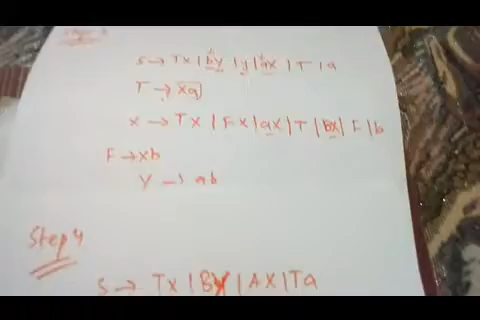 S → TX | bY | Y | aX | T | a
T → Xa
X → TX | FX | aX | T | BX | F | b
F → Xb
Y → ab
Step 4
S → TX | BY | AX | Ta